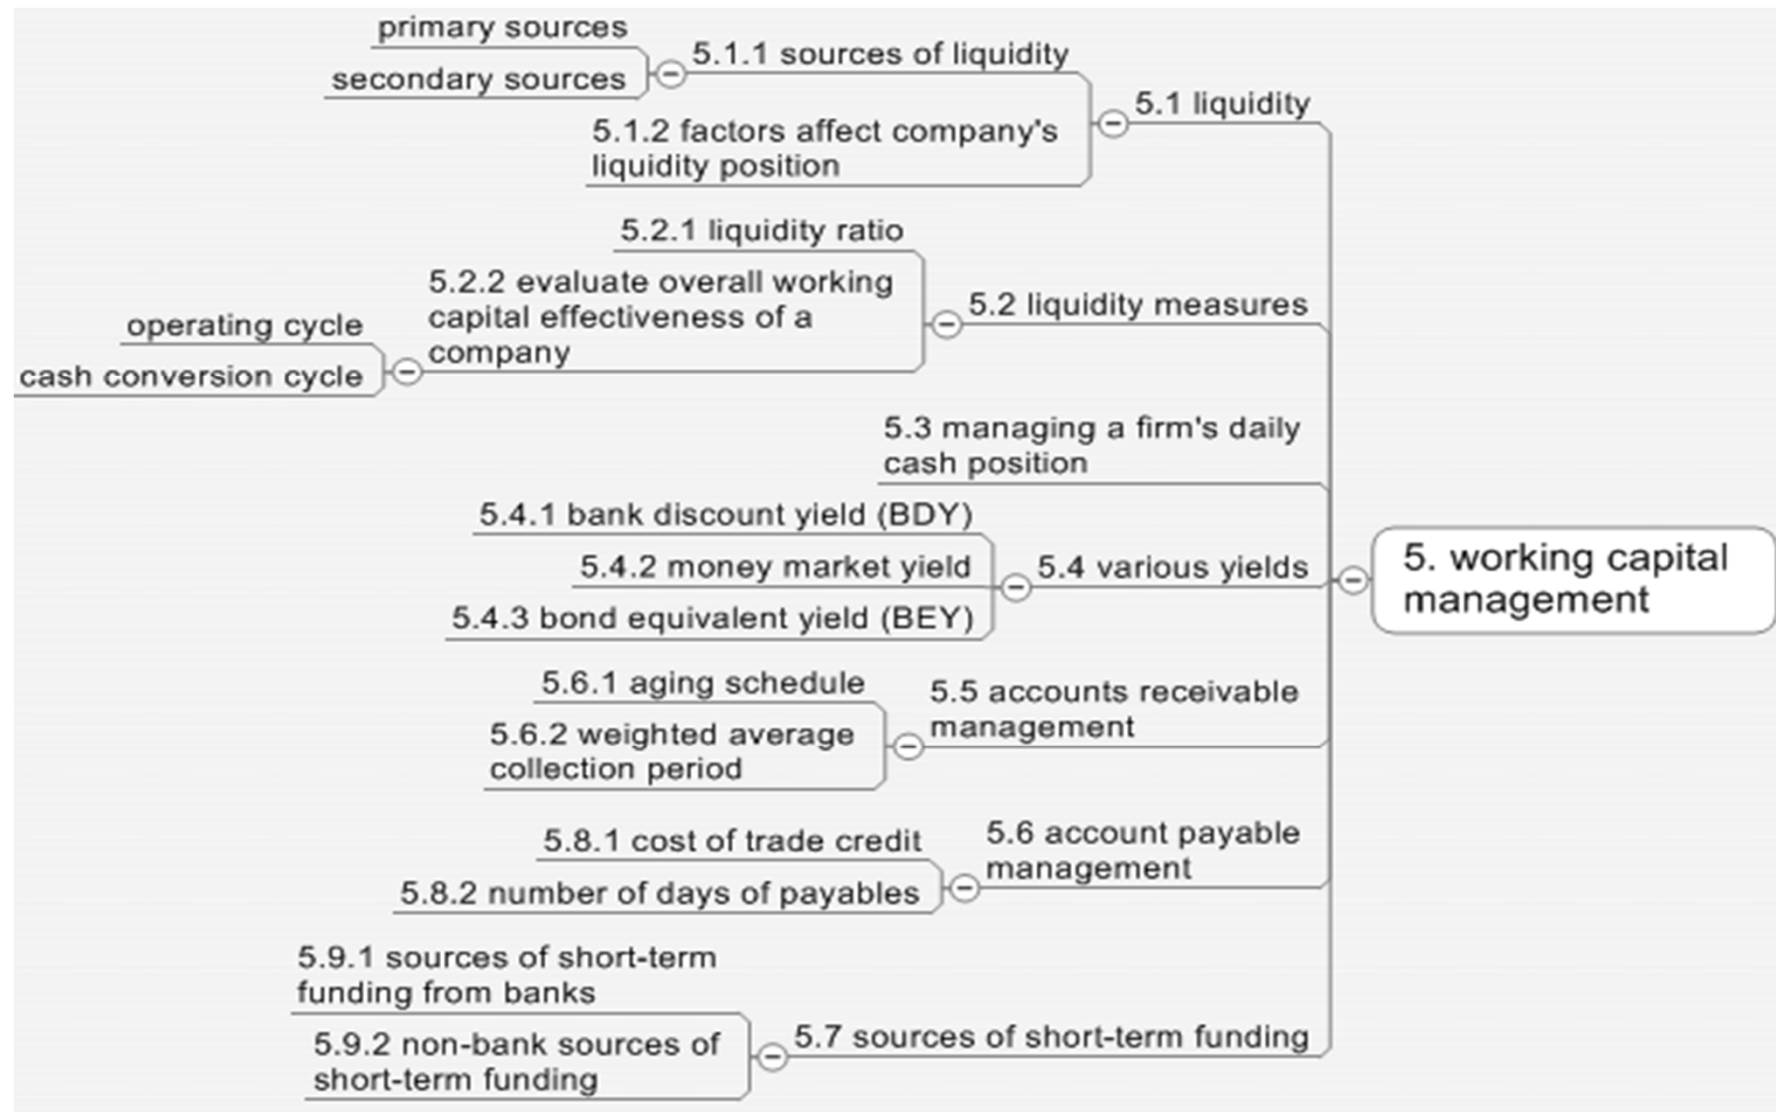 primary sources
secondary sources
5.1.1 sources of liquidity
5.1.2 factors affect company's
liquidity position
5.1 liquidity
5.2.1 liquidity ratio
5.2.2 evaluate overall working
capital effectiveness of a
company
operating cycle
cash conversion cycle
5.2 liquidity measures
5.3 managing a firm's daily
cash position
5.4.1 bank discount yield (BDY)
5.4.2 money market yield
5.4.3 bond equivalent yield (BEY)
5.4 various yields
5. working capital
management
5.6.1 aging schedule
5.6.2 weighted average
collection period
5.5 accounts receivable
management
5.8.1 cost of trade credit
5.8.2 number of days of payables
5.6 account payable
management
5.9.1 sources of short-term
funding from banks
5.9.2 non-bank sources of
short-term funding
5.7 sources of short-term funding